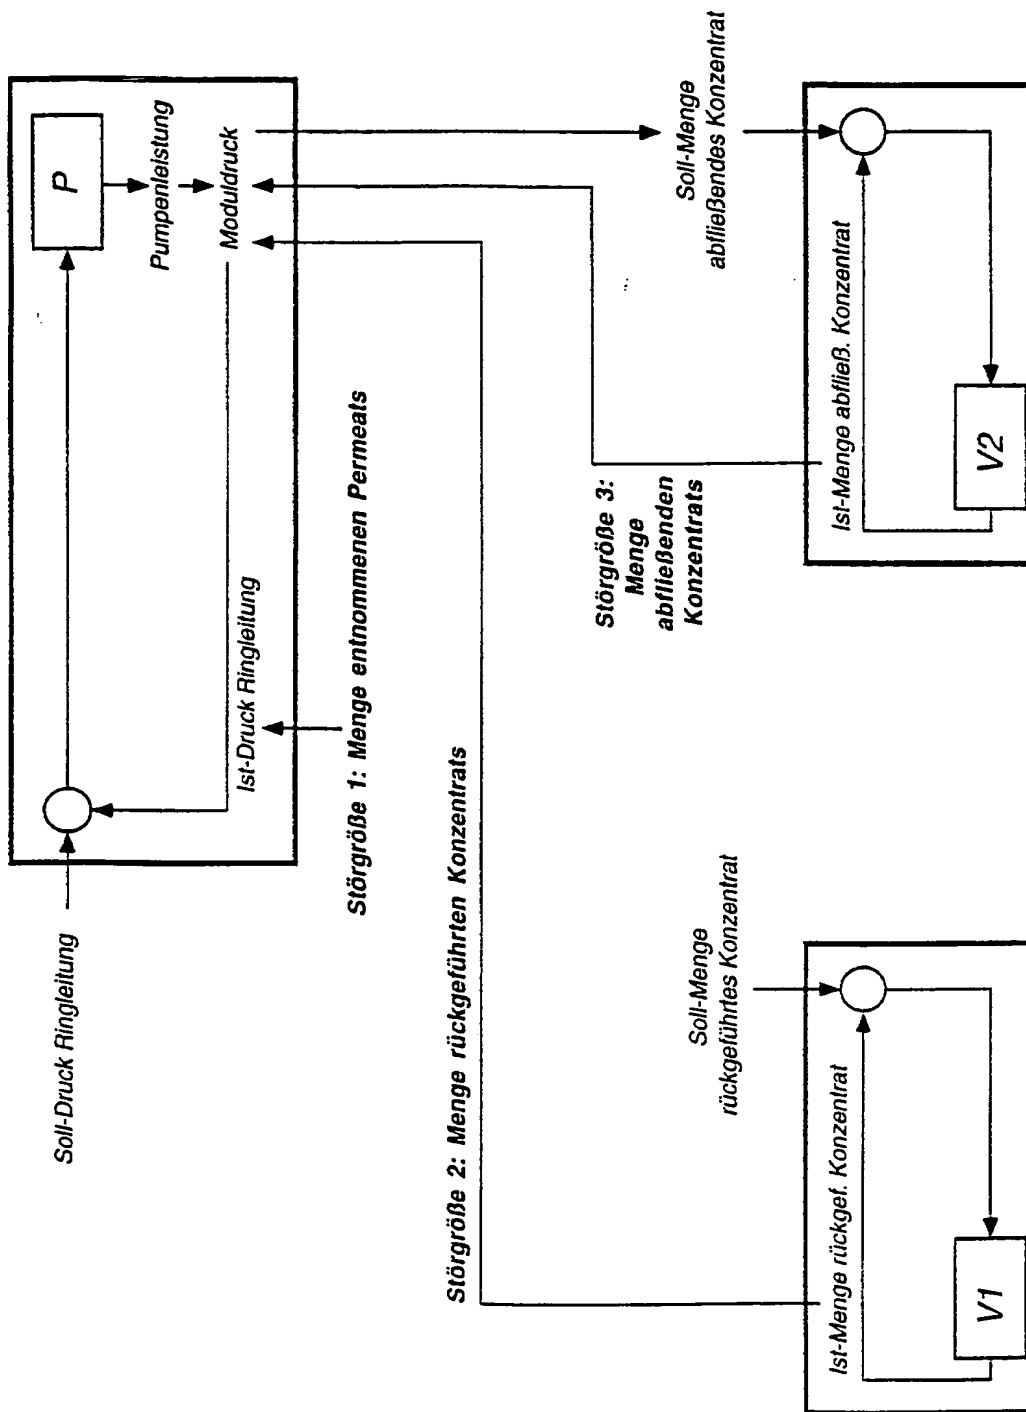 Soll-Druck Ringleitung
P
Pumpenleistung
Moduldruck
Ist-Druck Ringleitung
Störgröße 1: Menge entnommenen Permeats
Störgröße 2: Menge rückgeführten Konzentrats
Störgröße 3:
Menge
abfließenden
Konzentrats
Soll-Menge
rückgeführtes Konzentrat
Soll-Menge
abfließendes Konzentrat
Ist-Menge rückgef. Konzentrat
V1
Ist-Menge abfließ. Konzentrat
V2